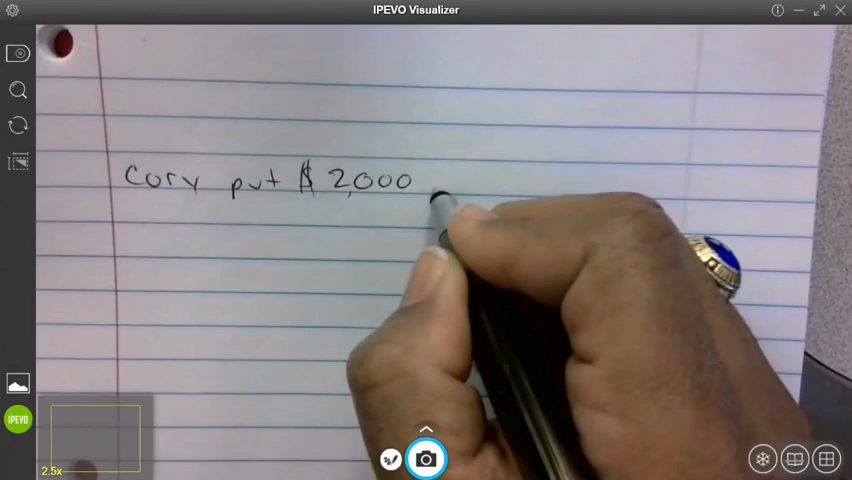 IPEVO Visualizer
Cory put $ 2,000
IPEVO
2.5x